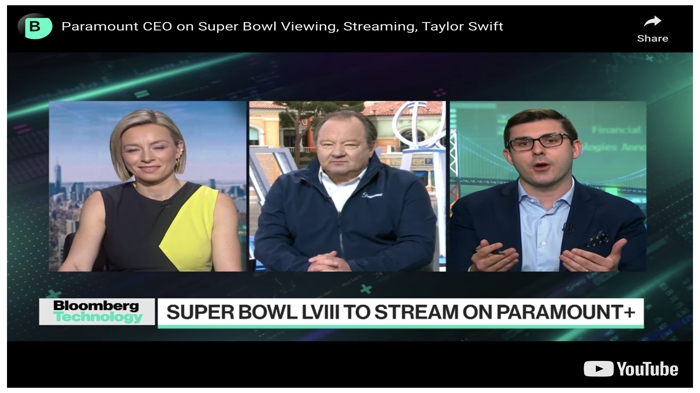 B
Paramount CEO on Super Bowl Viewing, Streaming, Taylor Swift
Share
Financial
Bloomberg
Technology
SUPER BOWL LVIII TO STREAM ON PARAMOUNT+
YouTube